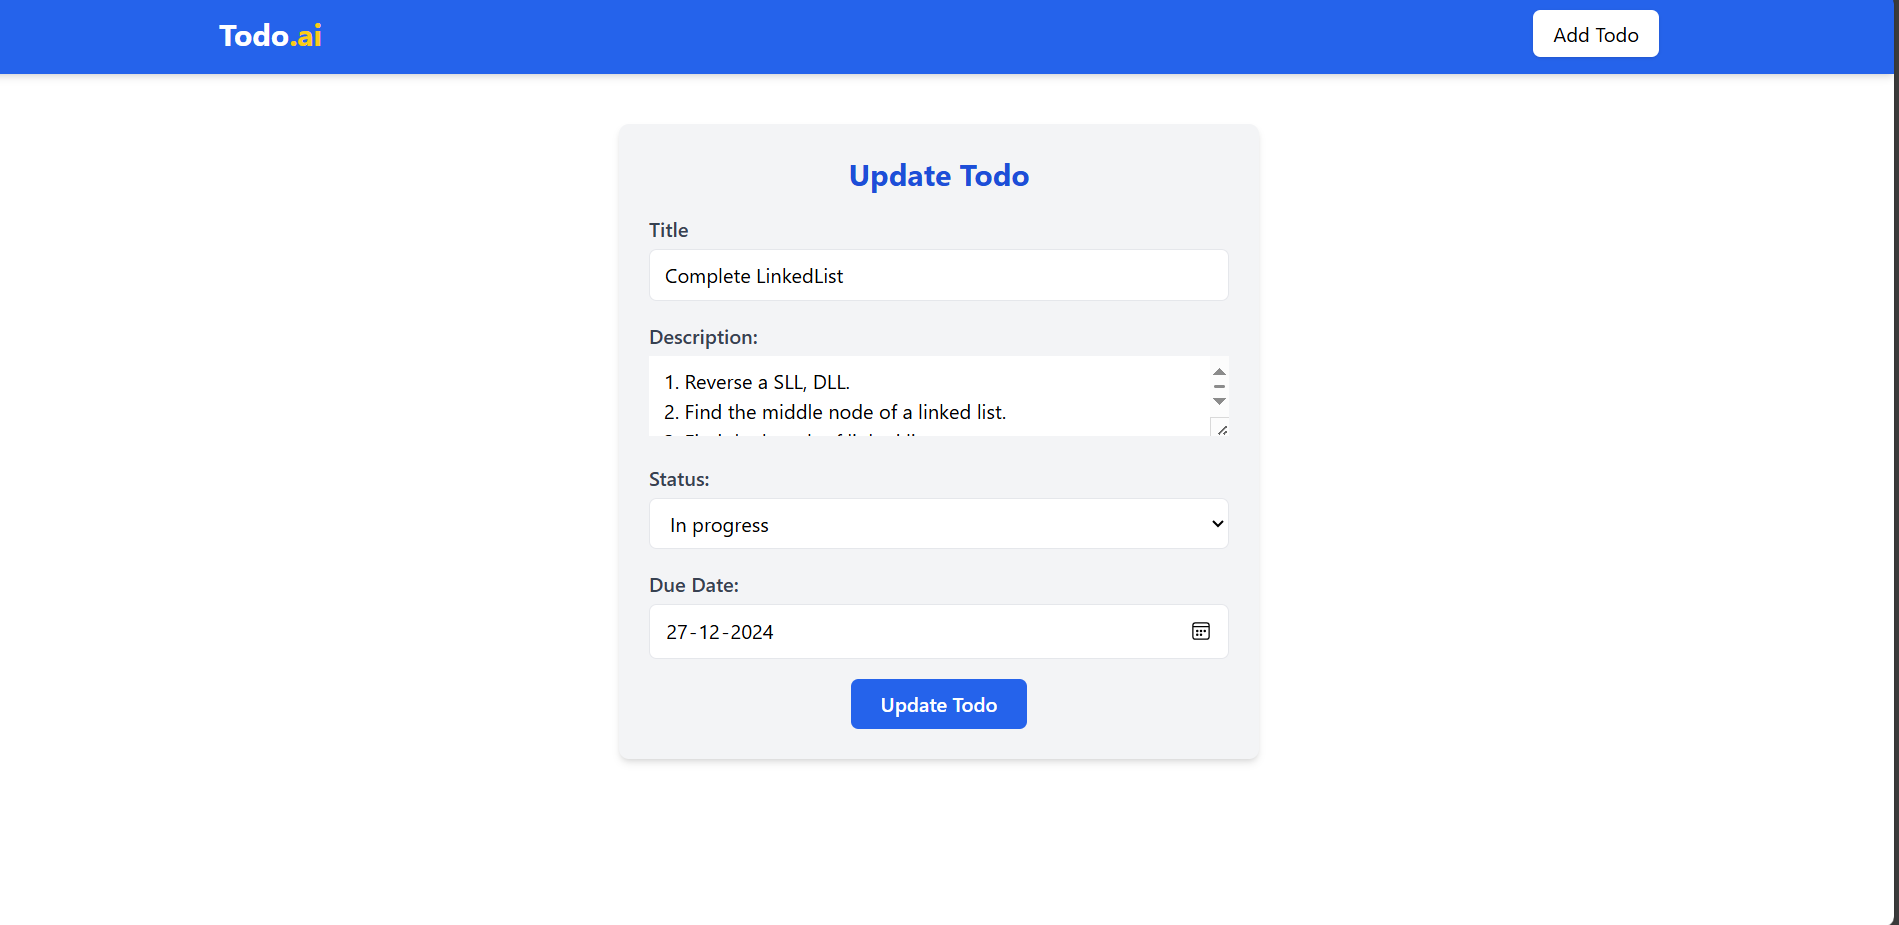 Todo.ai
Add Todo
Update Todo
Title
Complete LinkedList
Description:
1. Reverse a SLL, DLL.
2. Find the middle node of a linked list.
Status:
In progress
Due Date:
27-12-2024
Update Todo